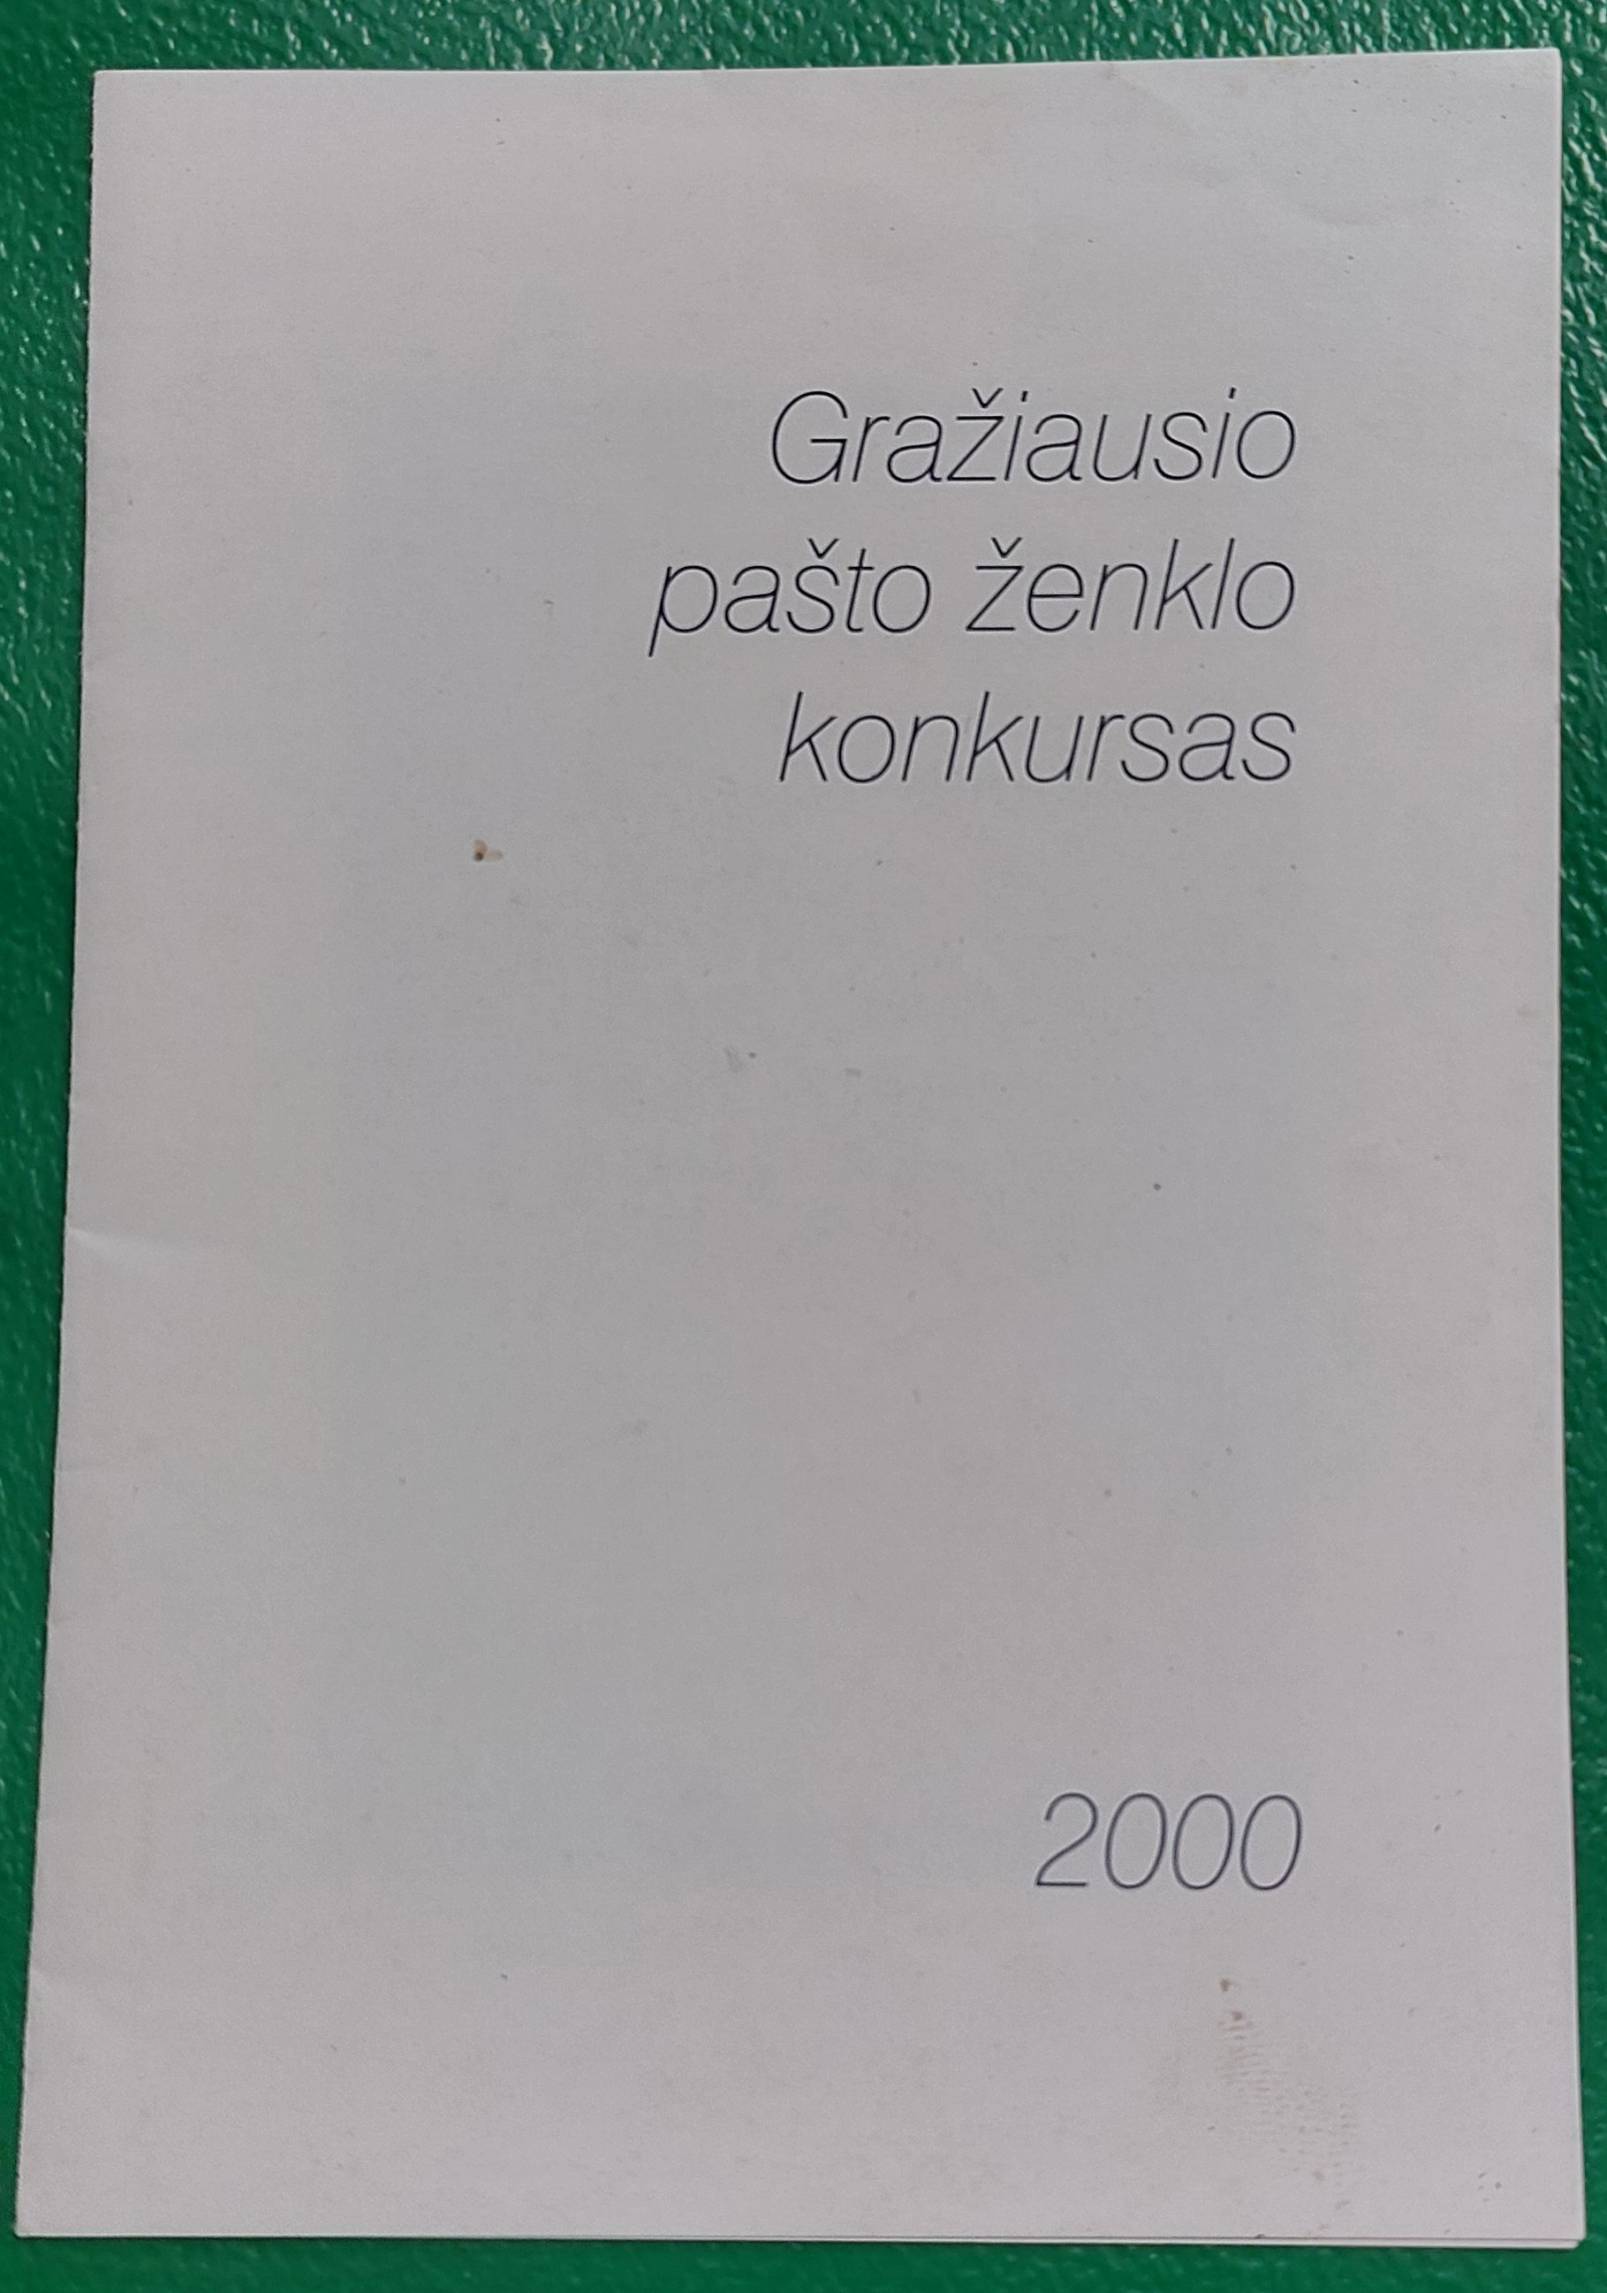 Gražiausio
pašto ženklo
konkursas
2000